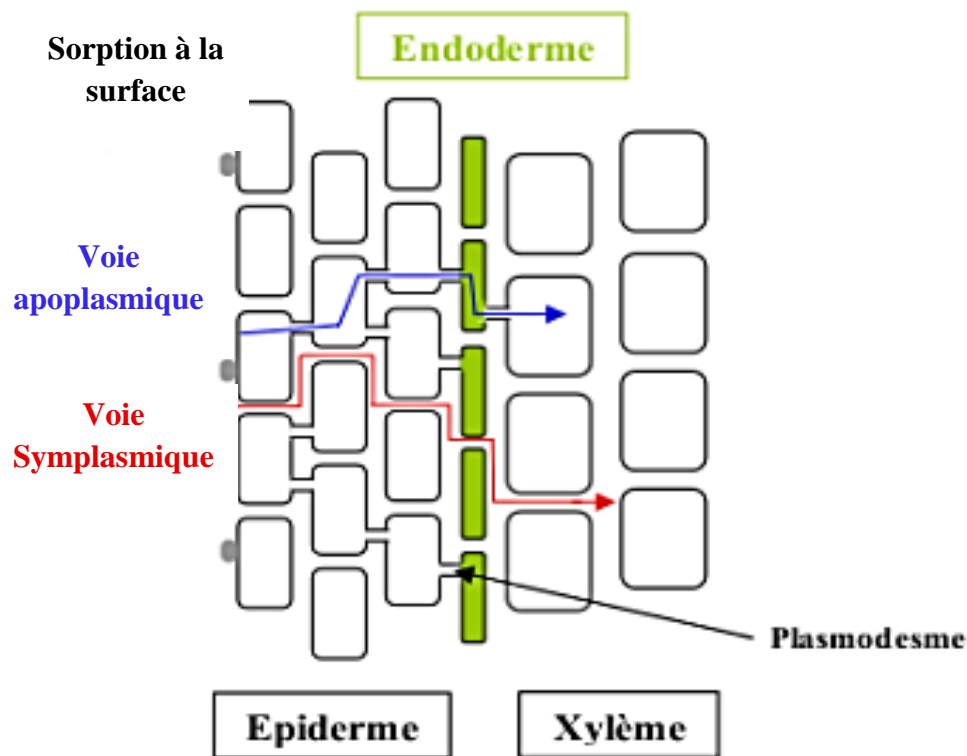 Sorption à la
surface
Endoderme
Voie
apoplasmique
Voie
Symplasmique
Plasmodesme
Epiderme
Xylème